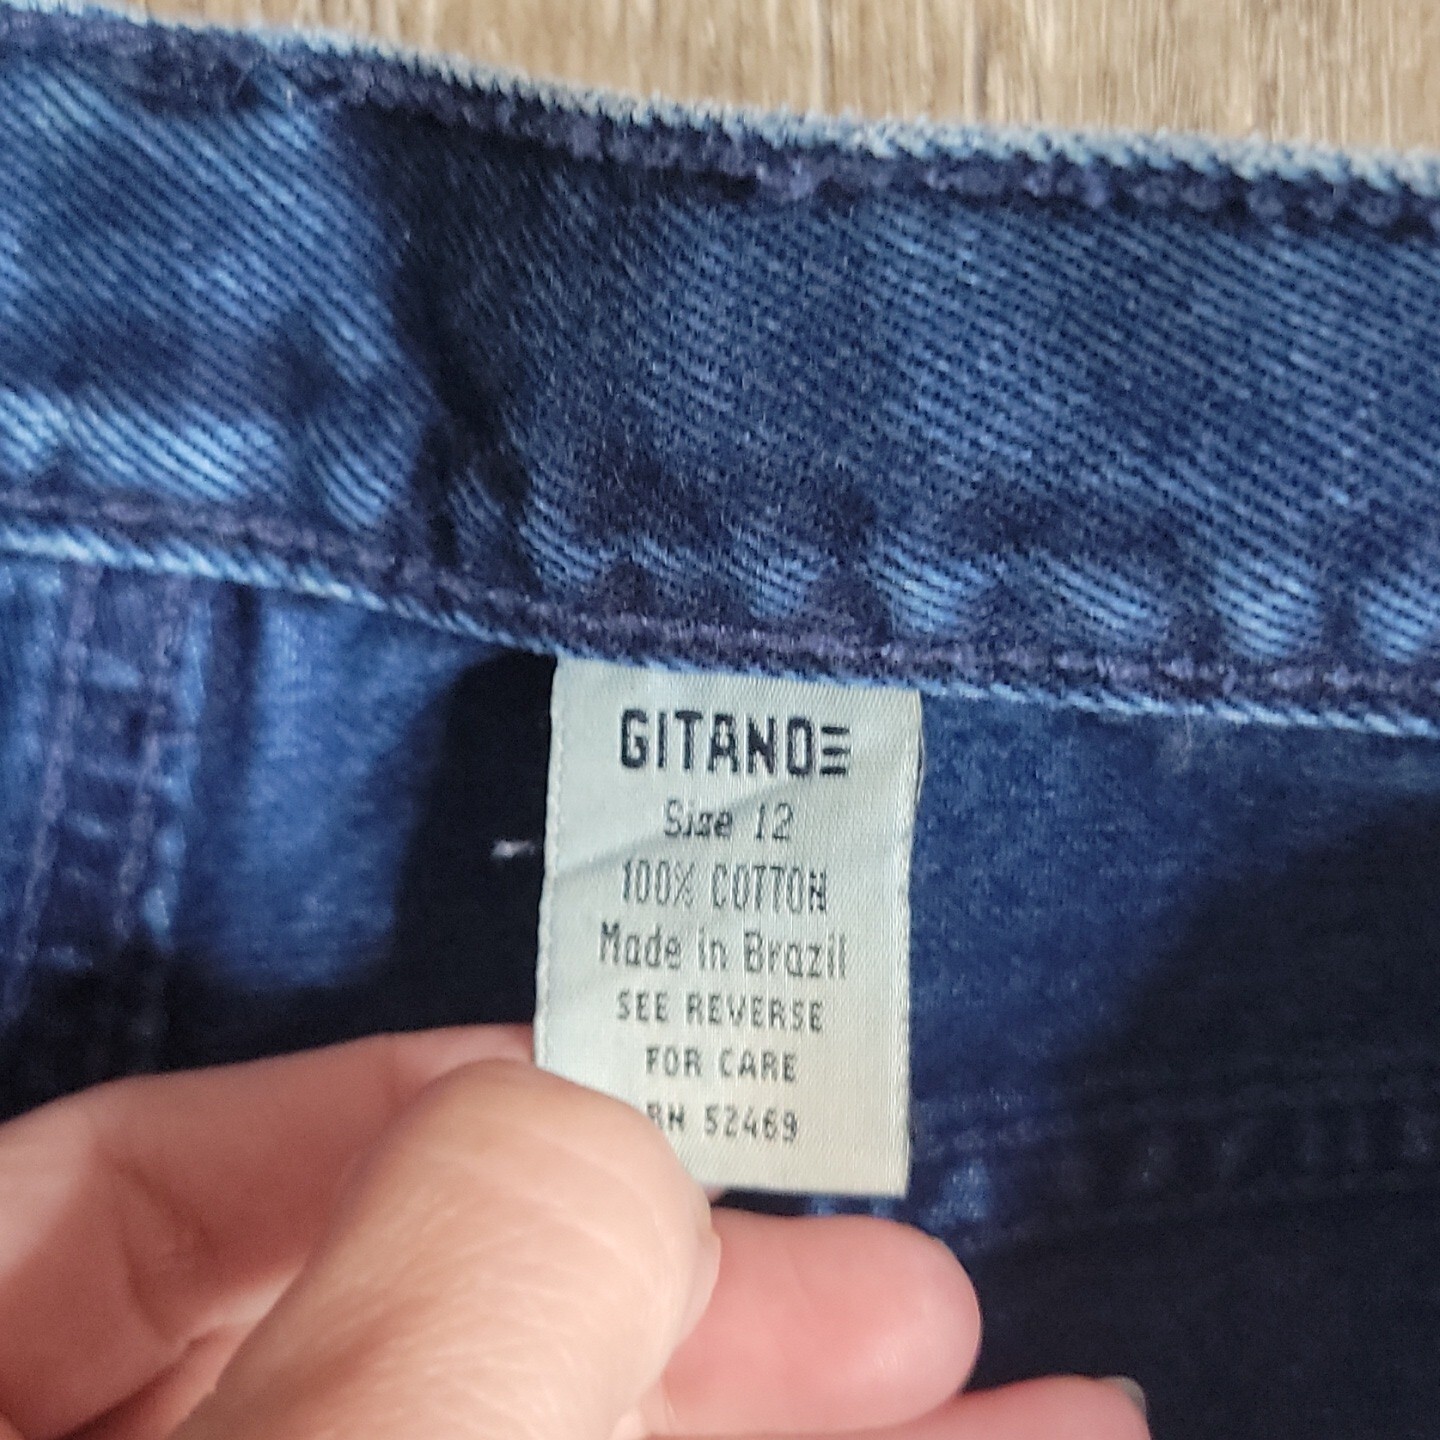 GITANO
Size 12
100% COTTON
Made in Brazil
SEE REVERSE
FOR CARE
RN 52469